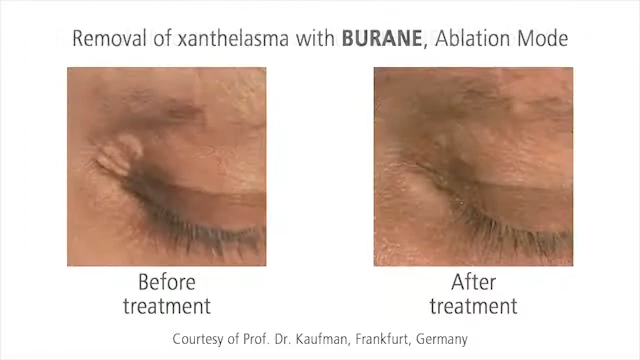 Removal of xanthelasma with BURANE, Ablation Mode
Before
treatment
After
treatment
Courtesy of Prof. Dr. Kaufman, Frankfurt, Germany